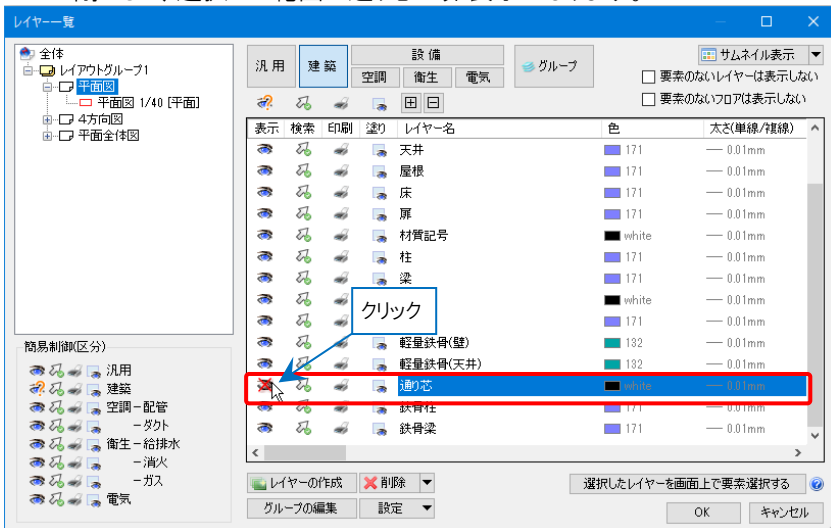 レイヤー一覧
全体
レイアウトグループ1
平面図
平面図 1/40 [平面]
4方向図
平面全体図
汎用 建築 設備 グループ サムネイル表示
空調 衛生 電気
要素のないレイヤーは表示しない
要素のないフロアは表示しない
表示 検索 印刷 塗り レイヤー名 色 太さ(単線/複線)
天井 171 0.01mm
屋根 171 0.01mm
床 171 0.01mm
扉 171 0.01mm
材質記号 white 0.01mm
柱 171 0.01mm
梁 171 0.01mm
white 0.01mm
171 0.01mm
クリック
軽量鉄骨(壁) 132 0.01mm
軽量鉄骨(天井) 132 0.01mm
通り芯 white 0.01mm
鉄骨柱 171 0.01mm
鉄骨梁 171 0.01mm
簡易制御(区分)
汎用
建築
空調-配管
-ダクト
衛生-給排水
-消火
-ガス
電気
レイヤーの作成 削除 選択したレイヤーを画面上で要素選択する
グループの編集 設定 OK キャンセル